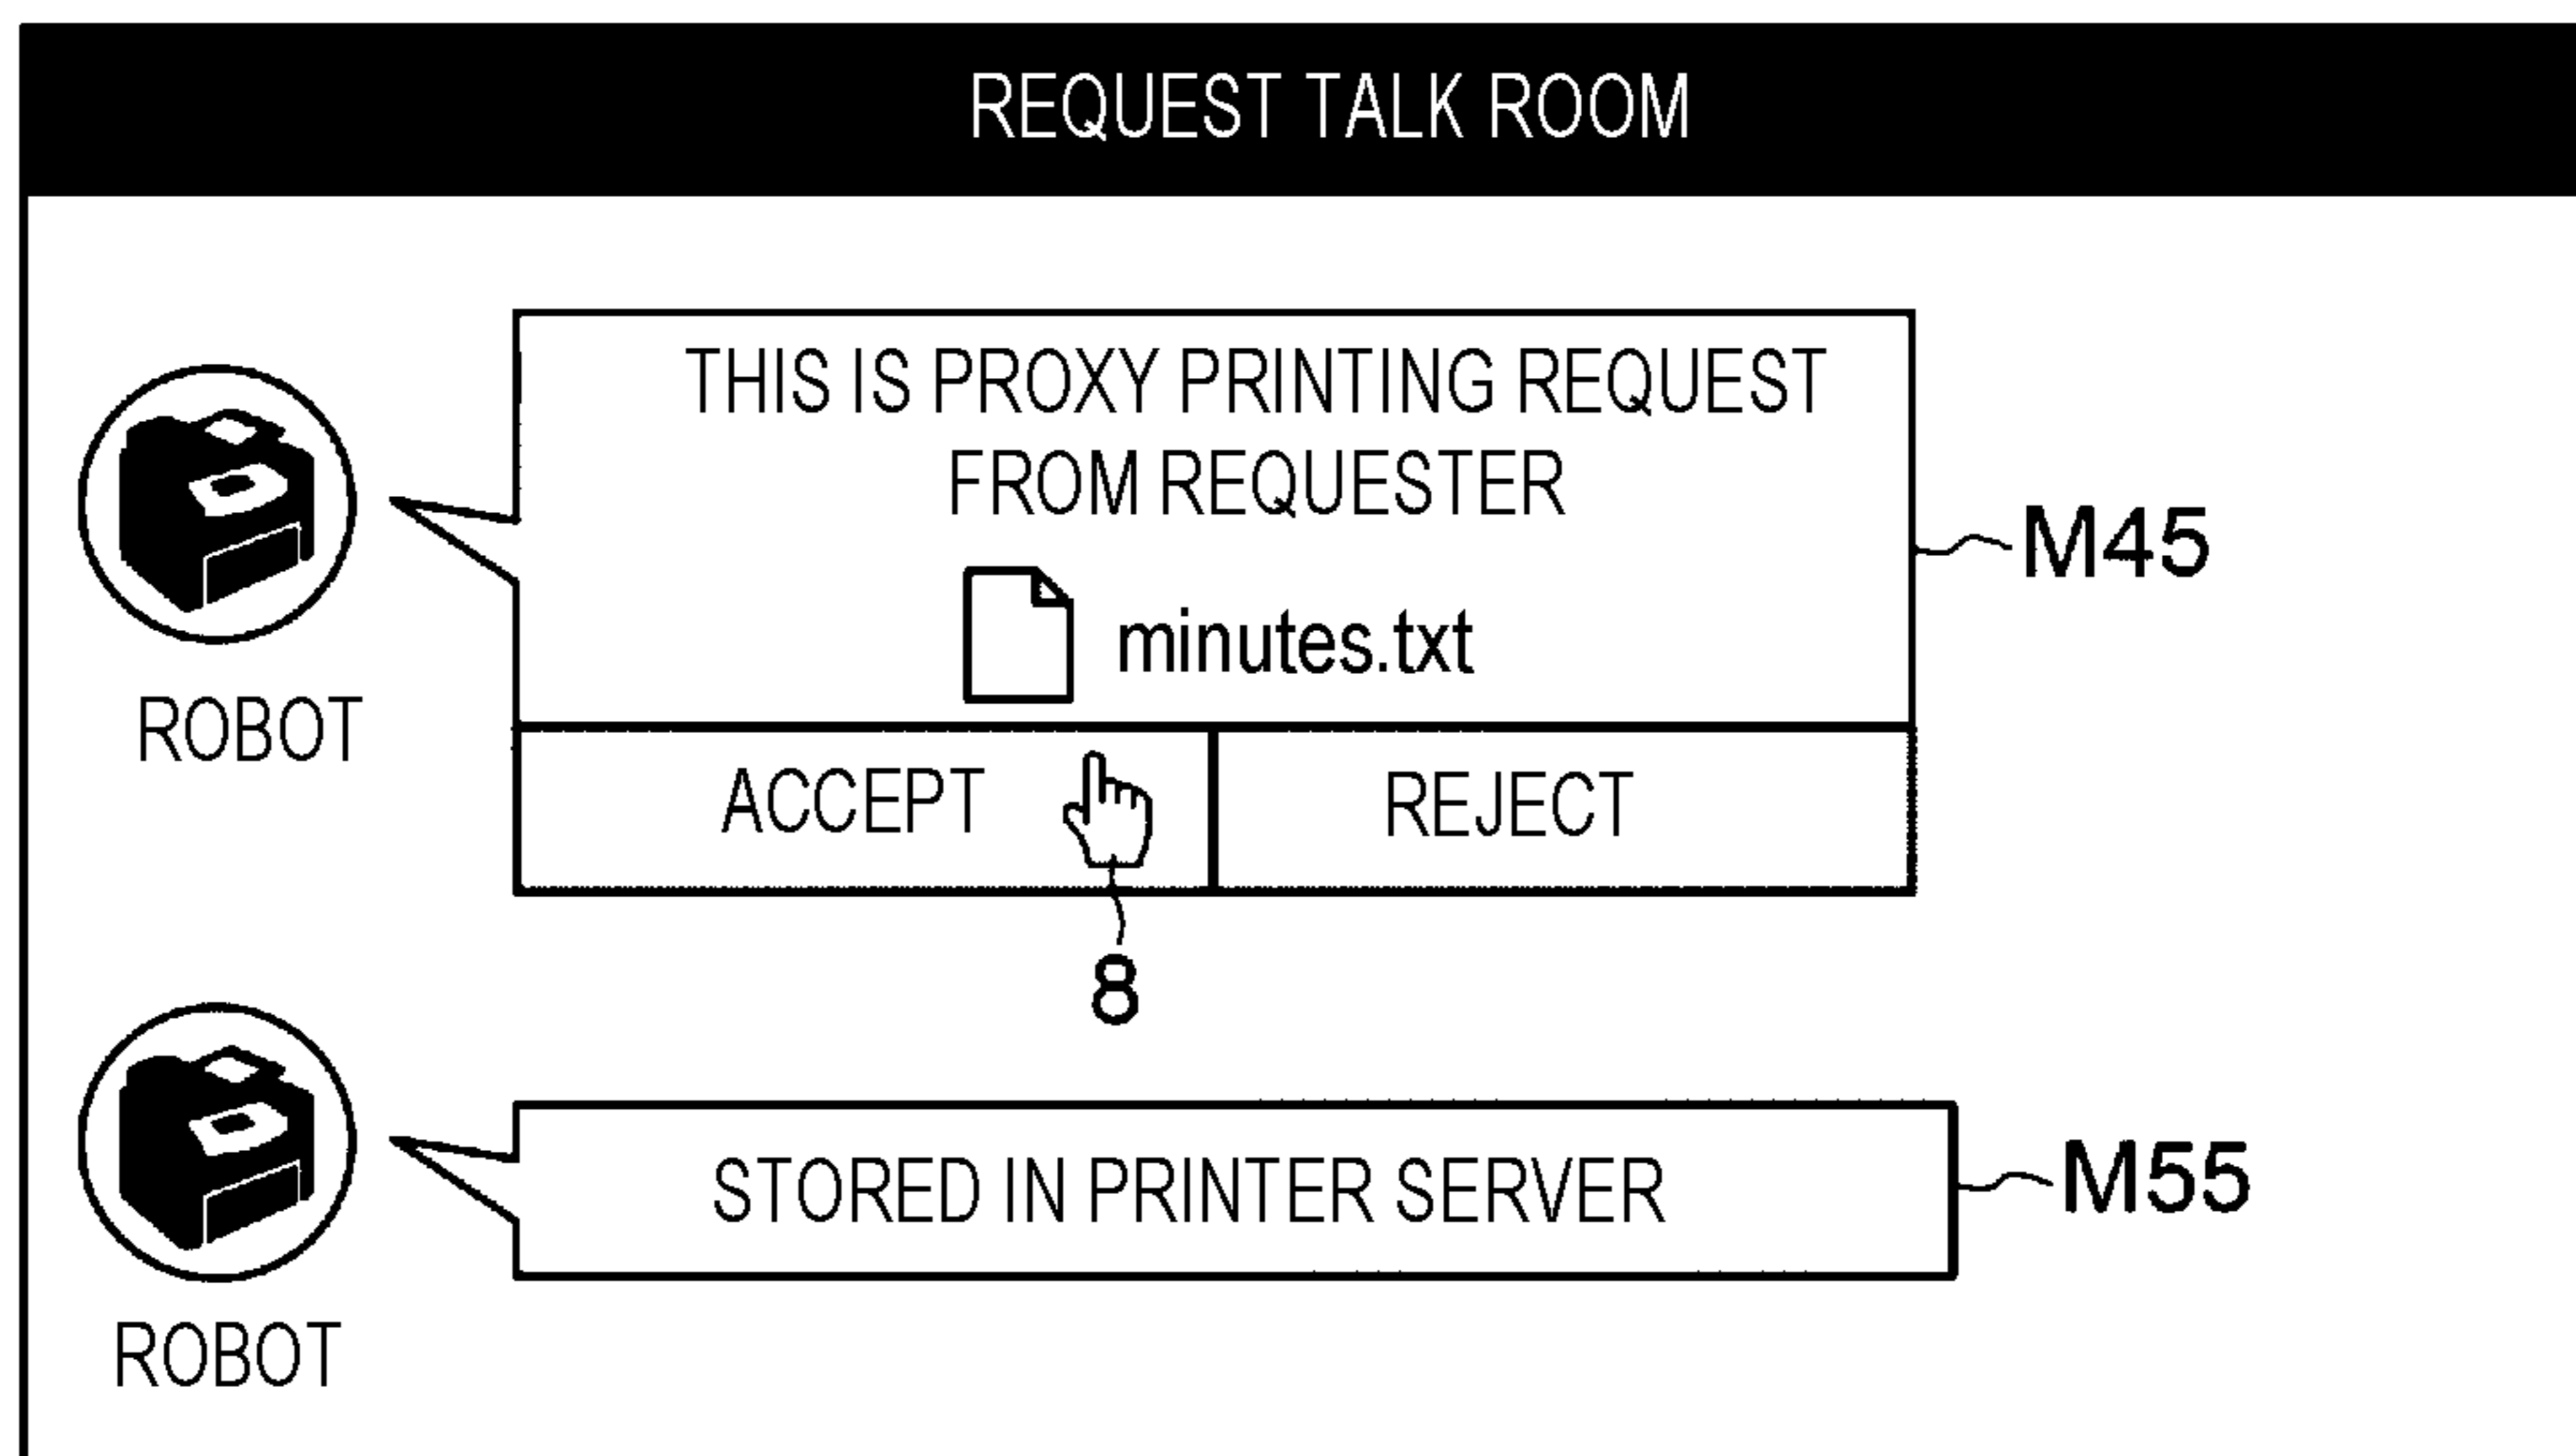 REQUEST TALK ROOM
THIS IS PROXY PRINTING REQUEST
FROM REQUESTER
minutes.txt
M45
ROBOT
ACCEPT
REJECT
8
STORED IN PRINTER SERVER
M55
ROBOT